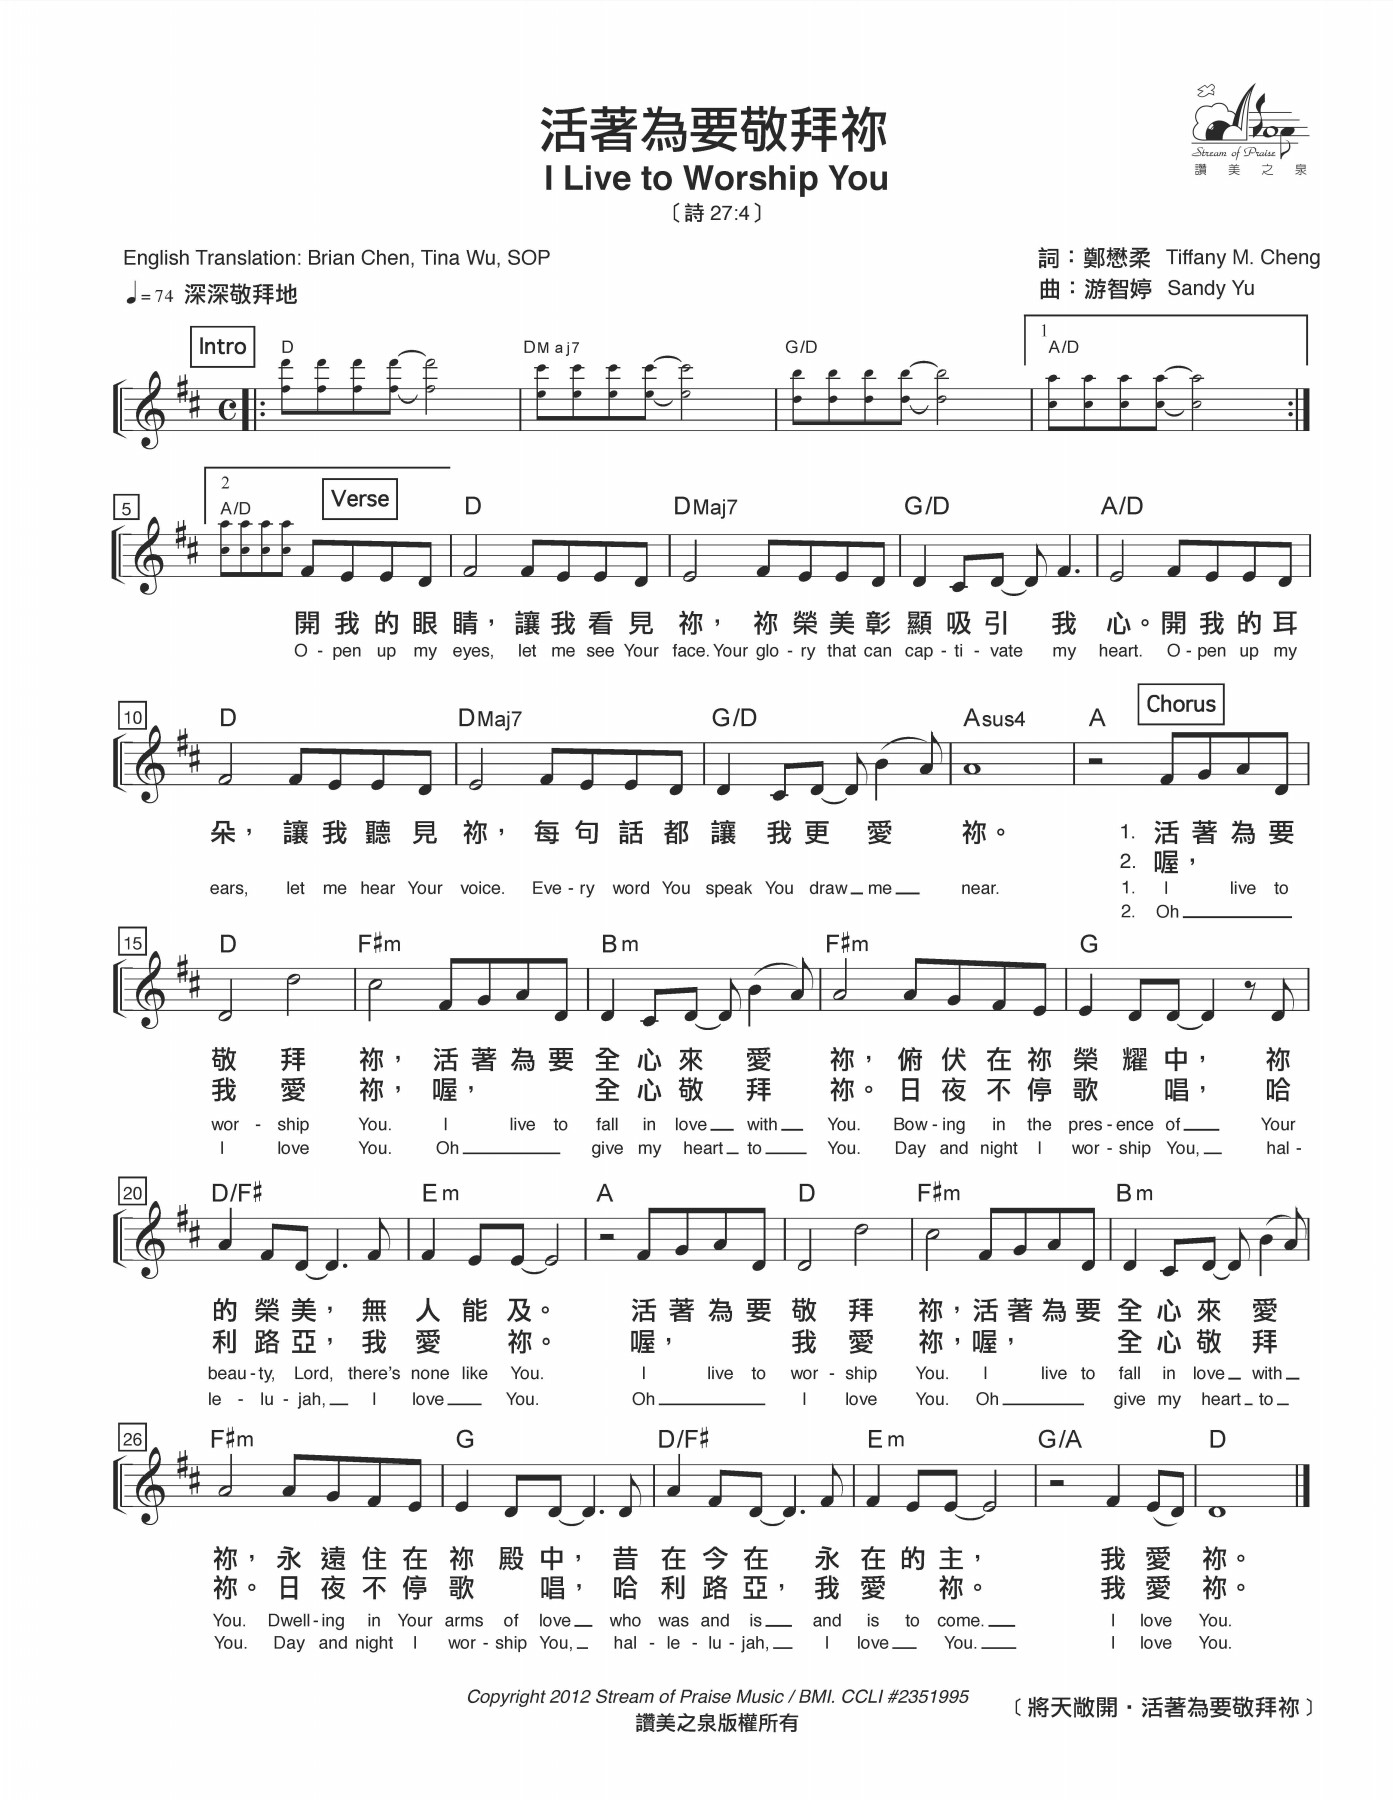 活著為要敬拜祢
I Live to Worship You
〔詩 27:4〕
Stream of Praise
讚美之泉
English Translation: Brian Chen, Tina Wu, SOP
詞：鄭懋柔 Tiffany M. Cheng
♩= 74 深深敬拜地
曲：游智婷 Sandy Yu
Intro D DMaj7 G/D 1 A/D
5 2 A/D Verse D DMaj7 G/D A/D
開我的眼睛，讓我看見祢，祢榮美彰顯吸引 我 心。開我的耳
O - pen up my eyes, let me see Your face. Your glo - ry that can cap - ti - vate my heart. O - pen up my
10 D DMaj7 G/D Asus4 A Chorus
朵，讓我聽見祢，每句話都讓我更愛 祢。 1. 活著為要
2. 喔，
ears, let me hear Your voice. Eve - ry word You speak You draw me near. 1. I live to
2. Oh
15 D F♯m Bm F♯m G
敬 拜 祢，活著為要全心來愛 祢，俯伏在祢榮耀中， 祢
我 愛 祢，喔， 全心敬拜 祢。日夜不停歌 唱， 哈
wor - ship You. I live to fall in love with You. Bow - ing in the pres - ence of Your
I love You. Oh give my heart to You. Day and night I wor - ship You, hal -
20 D/F♯ Em A D F♯m Bm
的榮美，無人能及。 活著為要敬拜 祢，活著為要全心來愛
利路亞，我愛 祢。 喔， 我愛 祢，喔， 全心敬拜
beau - ty, Lord, there's none like You. I live to wor - ship You. I live to fall in love with
le - lu - jah, I love You. Oh I love You. Oh give my heart to
26 F♯m G D/F♯ Em G/A D
祢，永遠住在祢殿中，昔在今在 永在的主， 我愛 祢。
祢。日夜不停歌 唱，哈利路亞，我愛 祢。 我愛 祢。
You. Dwell - ing in Your arms of love who was and is and is to come. I love You.
You. Day and night I wor - ship You, hal - le - lu - jah, I love You. I love You.
Copyright 2012 Stream of Praise Music / BMI. CCLI #2351995
讚美之泉版權所有
〔將天敞開．活著為要敬拜祢〕